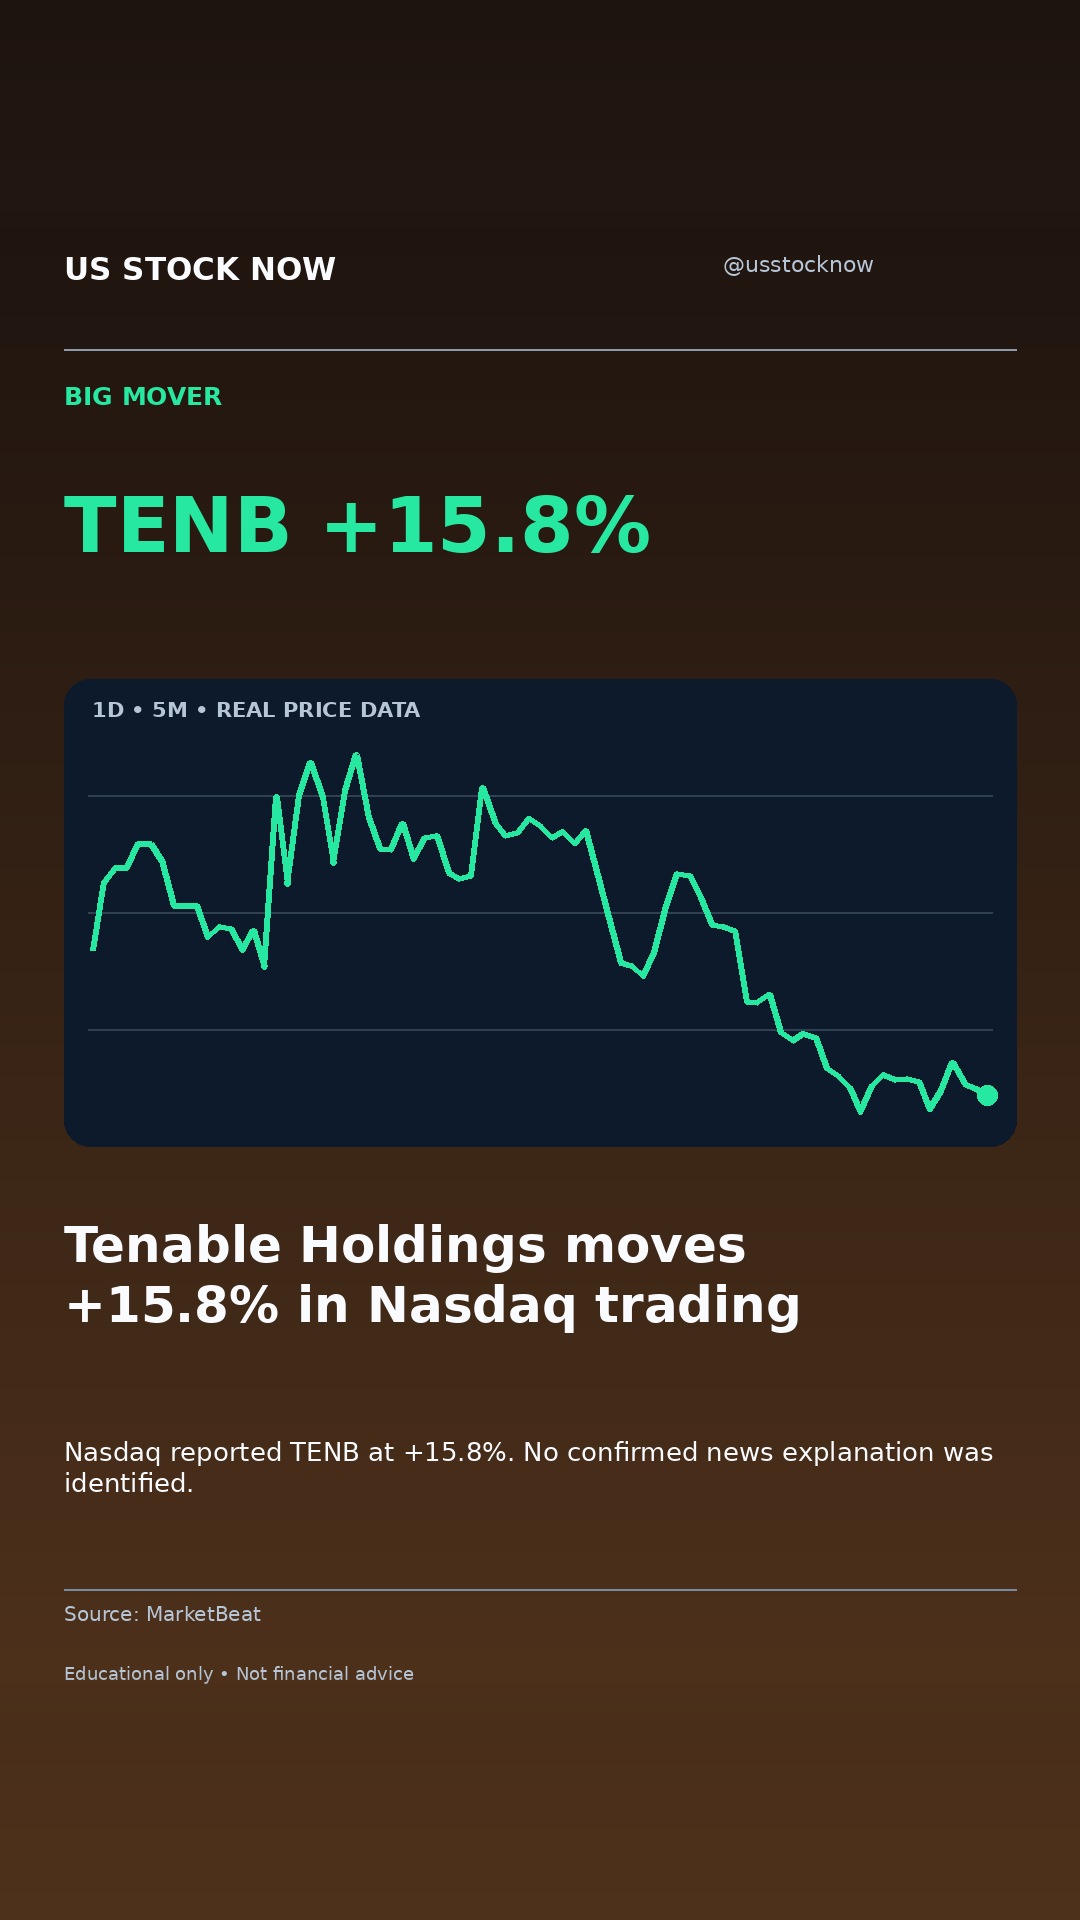 US STOCK NOW
@usstocknow
BIG MOVER
TENB +15.8%
1D • 5M • REAL PRICE DATA
Tenable Holdings moves
+15.8% in Nasdaq trading
Nasdaq reported TENB at +15.8%. No confirmed news explanation was
identified.
Source: MarketBeat
Educational only • Not financial advice